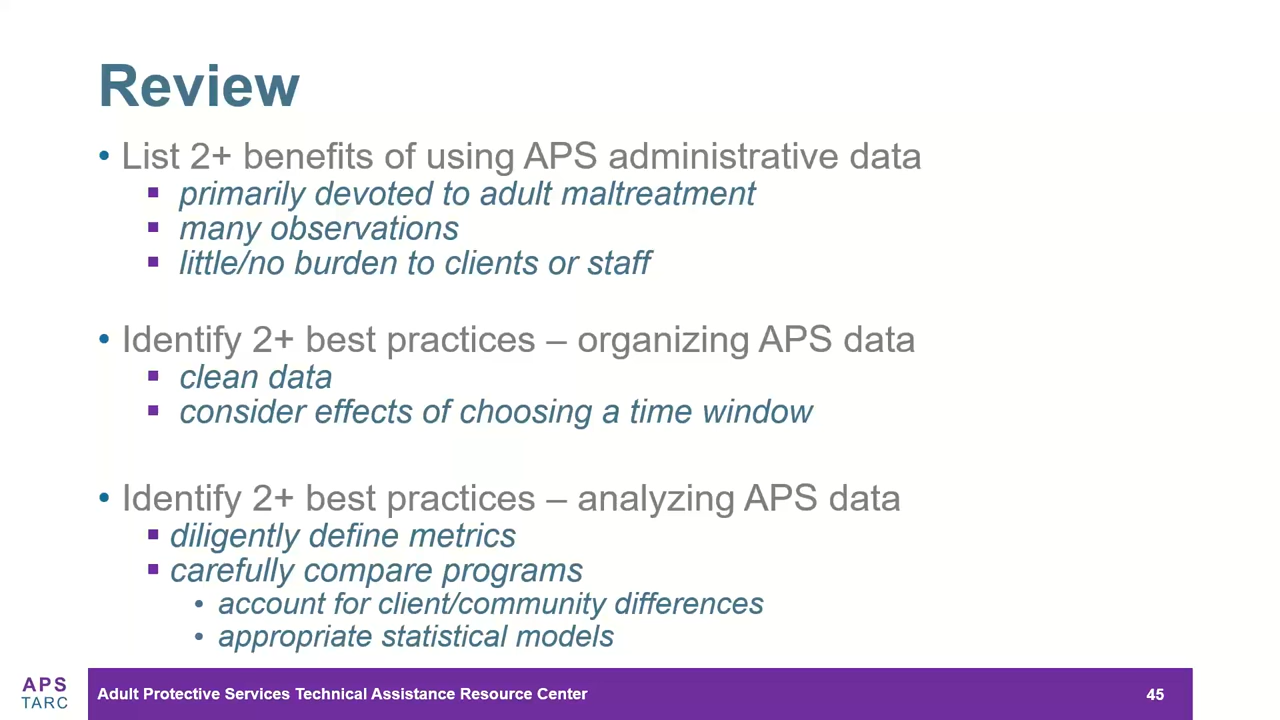 Review
• List 2+ benefits of using APS administrative data
▪ primarily devoted to adult maltreatment
▪ many observations
▪ little/no burden to clients or staff
• Identify 2+ best practices – organizing APS data
▪ clean data
▪ consider effects of choosing a time window
• Identify 2+ best practices – analyzing APS data
▪ diligently define metrics
▪ carefully compare programs
• account for client/community differences
• appropriate statistical models
APS
TARC
Adult Protective Services Technical Assistance Resource Center
45